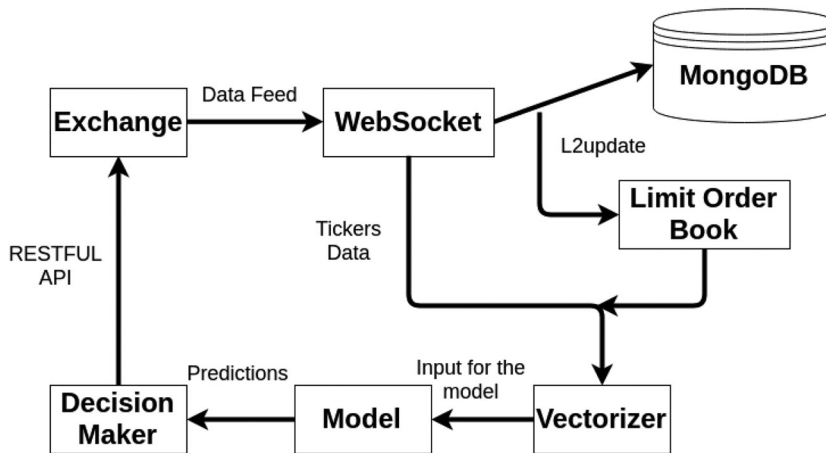 MongoDB
Data Feed
Exchange
WebSocket
L2update
Limit Order
Book
Tickers
Data
RESTFUL
API
Predictions
Input for the
model
Decision
Maker
Model
Vectorizer